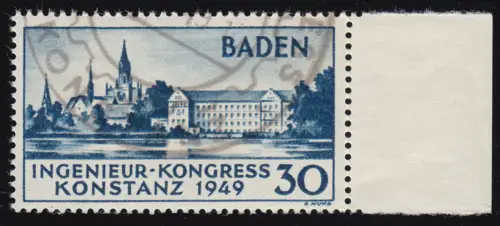 BADEN
INGENIEUR-KONGRESS
KONSTANZ 1949 30